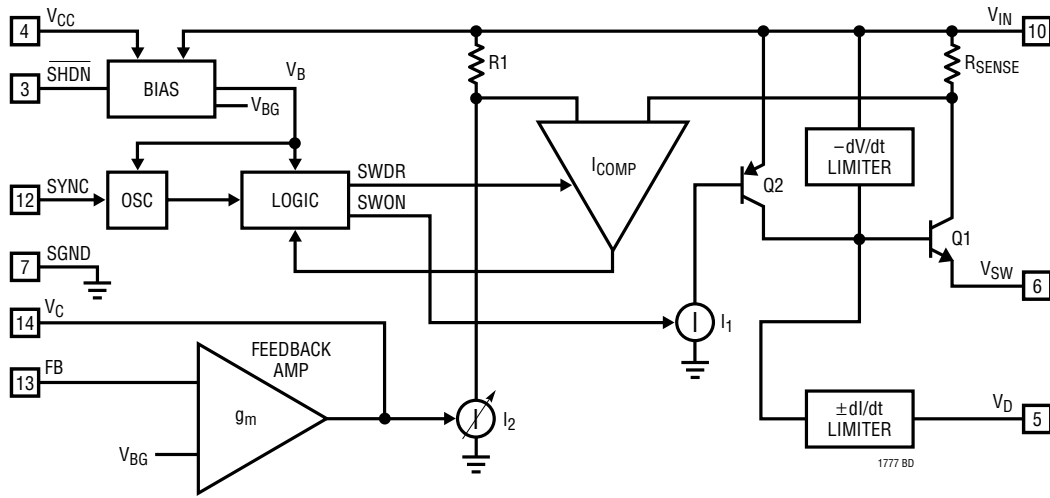 4
VCC
VIN
10
3
SHDN
BIAS
VB
VBG
R1
RSENSE
ICOMP
−dV/dt
LIMITER
12
SYNC
OSC
LOGIC
SWDR
SWON
Q2
Q1
7
SGND
VSW
6
14
VC
I1
13
FB
FEEDBACK
AMP
gm
VBG
I2
±dI/dt
LIMITER
VD
5
1777 BD